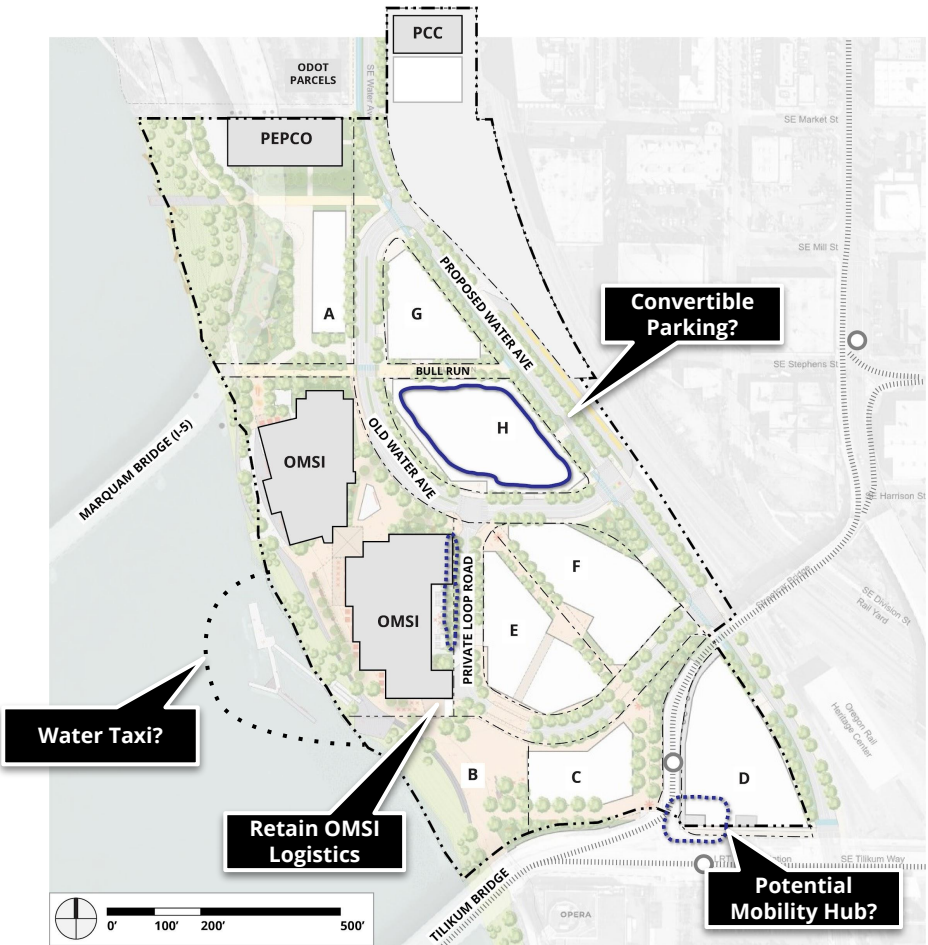 PCC
ODOT
PARCELS
SE Water Av
PEPCO
SE Market St
SE Mill St
PROPOSED WATER AVE
Convertible
Parking?
A
G
SE Stephens St
BULL RUN
MARQUAM BRIDGE (I-5)
OLD WATER AVE
H
OMSI
SE Harrison St
F
PRIVATE LOOP ROAD
OMSI
E
SE Division St
Rail Yard
Oregon Rail
Heritage Center
Water Taxi?
B
C
D
Retain OMSI
Logistics
SE Tilikum Way
Potential
Mobility Hub?
TILIKUM BRIDGE
OPERA
0'
100'
200'
500'